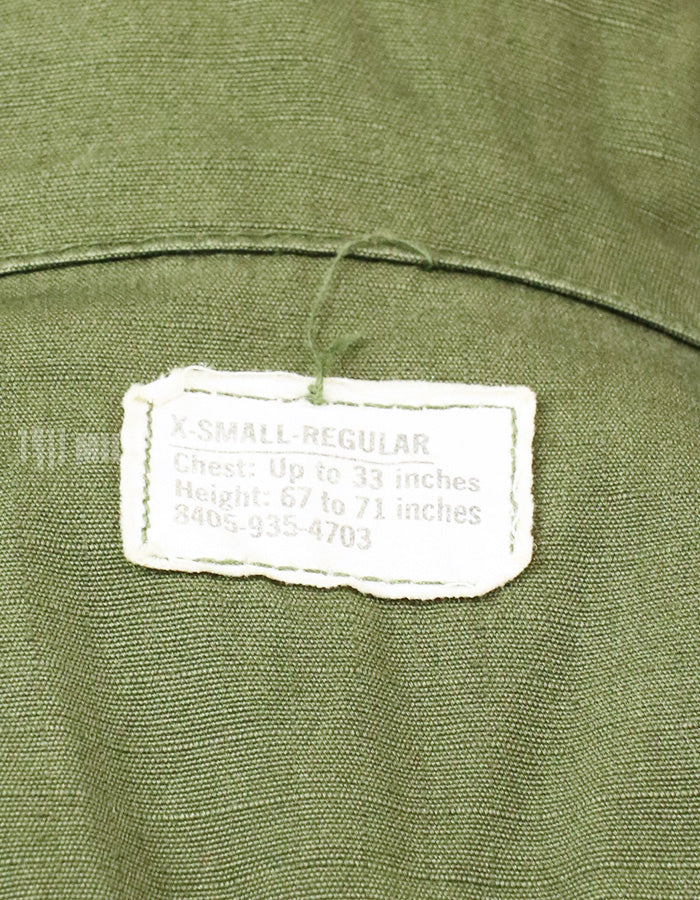 X-SMALL-REGULAR
Chest: Up to 33 inches
Height: 67 to 71 inches
8405-935-4703